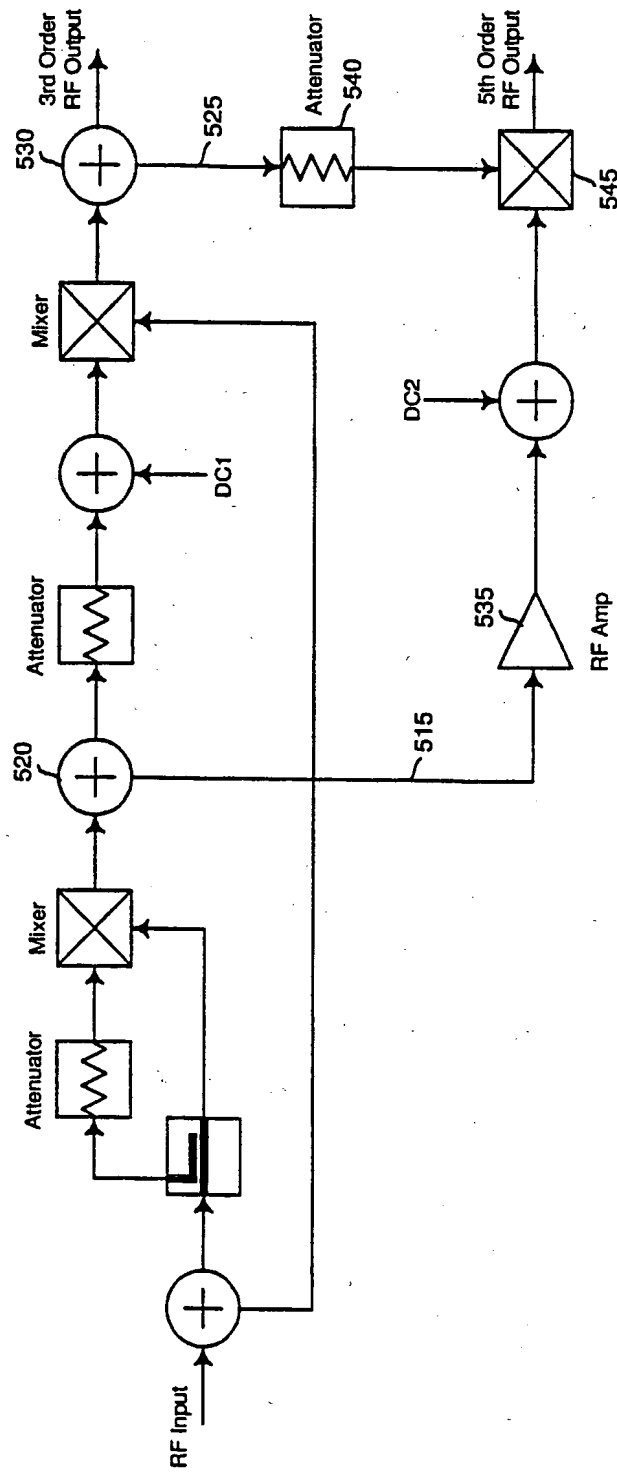 RF Input
Attenuator
Mixer
520
Attenuator
DC1
Mixer
530
3rd Order
RF Output
525
Attenuator
540
515
535
RF Amp
DC2
545
5th Order
RF Output